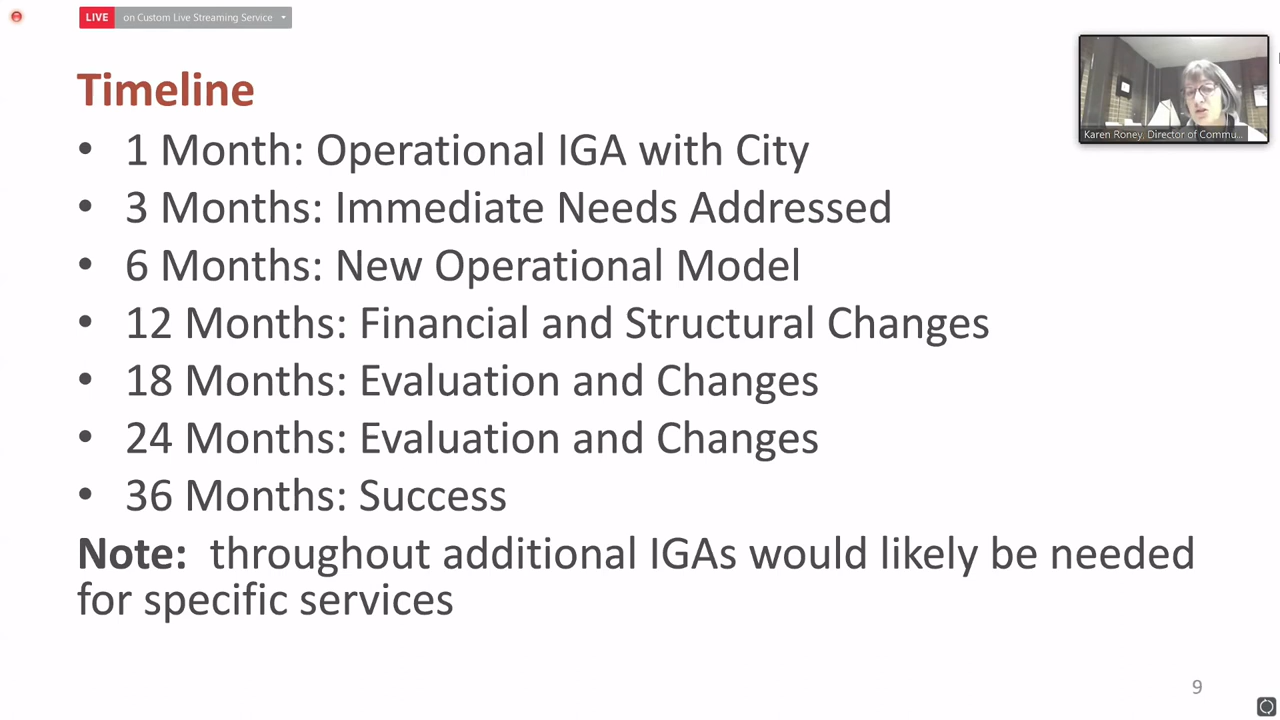 LIVE on Custom Live Streaming Service
Karen Roney, Director of Commu...
Timeline
• 1 Month: Operational IGA with City
• 3 Months: Immediate Needs Addressed
• 6 Months: New Operational Model
• 12 Months: Financial and Structural Changes
• 18 Months: Evaluation and Changes
• 24 Months: Evaluation and Changes
• 36 Months: Success
Note: throughout additional IGAs would likely be needed
for specific services
9